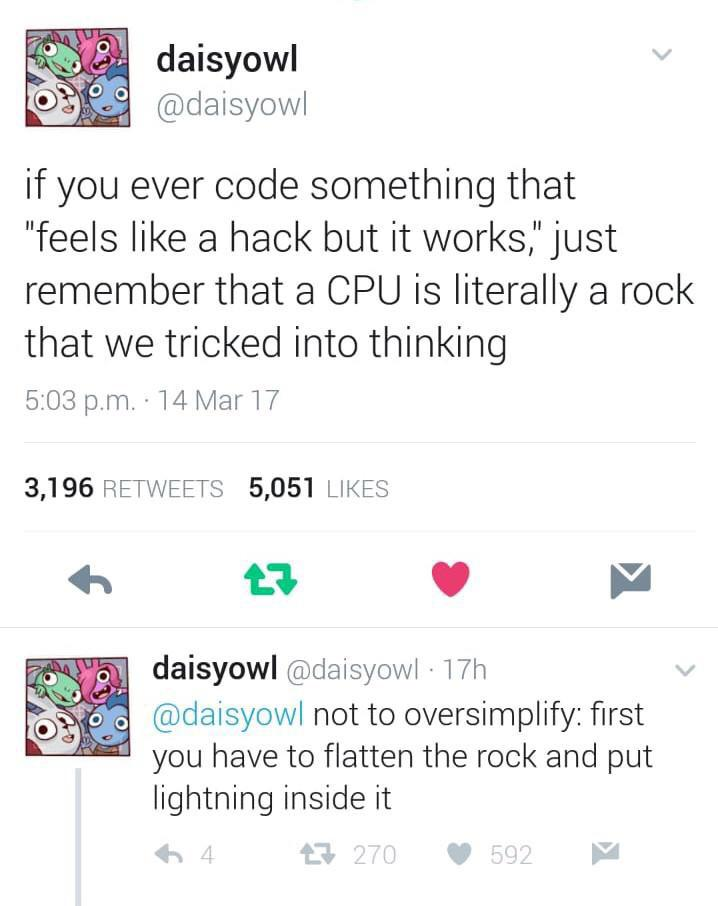 daisyowl
@daisyowl
if you ever code something that
"feels like a hack but it works," just
remember that a CPU is literally a rock
that we tricked into thinking
5:03 p.m. · 14 Mar 17
3,196 RETWEETS 5,051 LIKES
daisyowl @daisyowl · 17h
@daisyowl not to oversimplify: first
you have to flatten the rock and put
lightning inside it
4 270 592